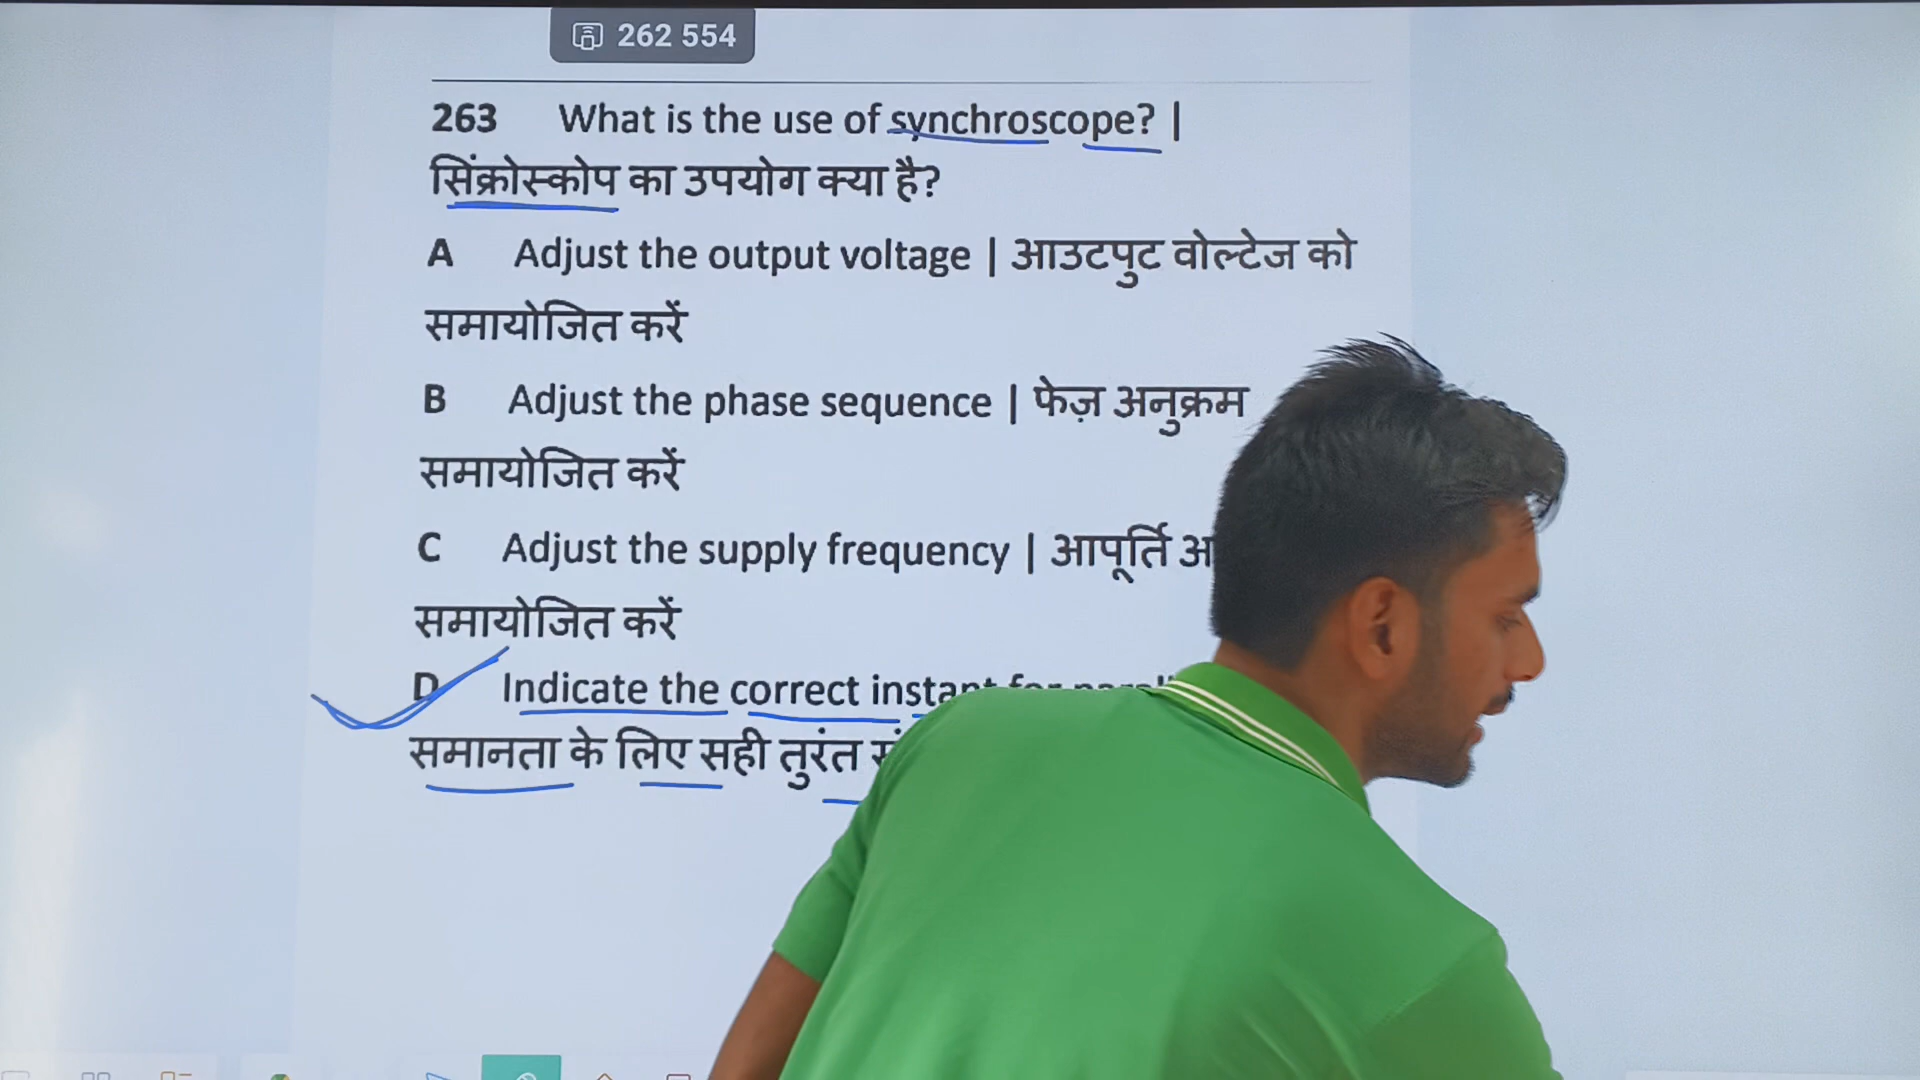 262 554
263 What is the use of synchroscope? |
सिंक्रोस्कोप का उपयोग क्या है?
A Adjust the output voltage | आउटपुट वोल्टेज को
समायोजित करें
B Adjust the phase sequence | फेज़ अनुक्रम
समायोजित करें
C Adjust the supply frequency | आपूर्ति
समायोजित करें
D Indicate the correct instant for
समानता के लिए सही तुरंत